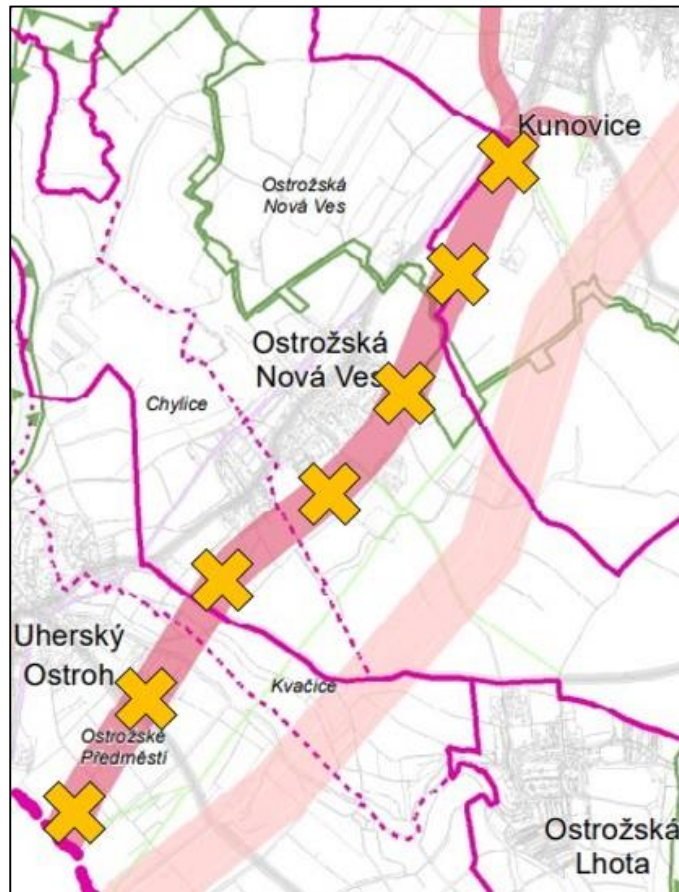 Kunovice
Ostrožská
Nová Ves
Ostrožská
Nová Ves
Chylice
Uherský
Ostroh
Kvačice
Ostrožské
Předměstí
Ostrožská
Lhota